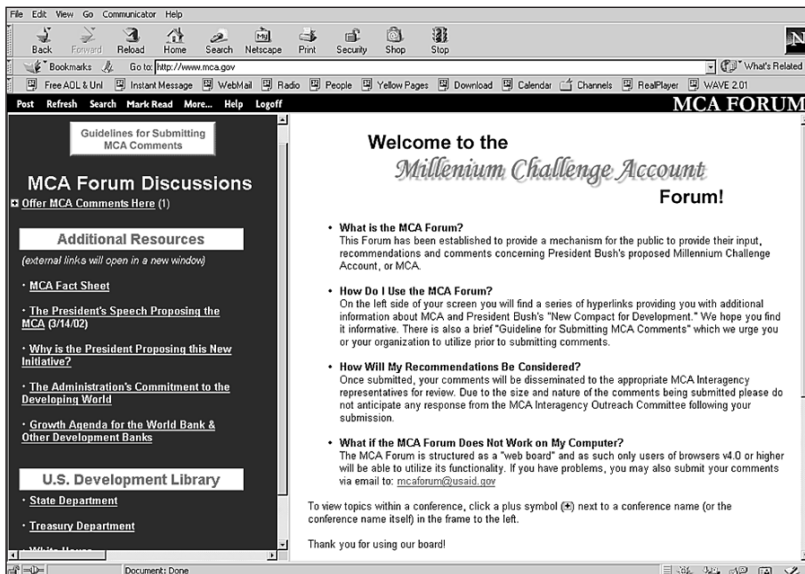 File Edit View Go Communicator Help
Back Forward Reload Home Search Netscape Print Security Shop Stop
N
Bookmarks Go to: http://www.mca.gov What's Related
Free AOL & Unl Instant Message WebMail Radio People Yellow Pages Download Calendar Channels RealPlayer WAVE 2.01
Post Refresh Search Mark Read More... Help Logoff MCA FORUM
Guidelines for Submitting
MCA Comments
MCA Forum Discussions
Offer MCA Comments Here (1)
Additional Resources
(external links will open in a new window)
· MCA Fact Sheet
· The President's Speech Proposing the
MCA (3/14/02)
· Why is the President Proposing this New
Initiative?
· The Administration's Commitment to the
Developing World
· Growth Agenda for the World Bank &
Other Development Banks
U.S. Development Library
· State Department
· Treasury Department
· White House
Welcome to the
Millenium Challenge Account
Forum!
• What is the MCA Forum?
This Forum has been established to provide a mechanism for the public to provide their input,
recommendations and comments concerning President Bush's proposed Millennium Challenge
Account, or MCA.
• How Do I Use the MCA Forum?
On the left side of your screen you will find a series of hyperlinks providing you with additional
information about MCA and President Bush's "New Compact for Development." We hope you find
it informative. There is also a brief "Guideline for Submitting MCA Comments" which we urge you
or your organization to utilize prior to submitting comments.
• How Will My Recommendations Be Considered?
Once submitted, your comments will be disseminated to the appropriate MCA Interagency
representatives for review. Due to the size and nature of the comments being submitted please do
not anticipate any response from the MCA Interagency Outreach Committee following your
submission.
• What if the MCA Forum Does Not Work on My Computer?
The MCA Forum is structured as a "web board" and as such only users of browsers v4.0 or higher
will be able to utilize its functionality. If you have problems, you may also submit your comments
via email to: mcaforum@usaid.gov
To view topics within a conference, click a plus symbol (+) next to a conference name (or the
conference name itself) in the frame to the left.
Thank you for using our board!
Document: Done